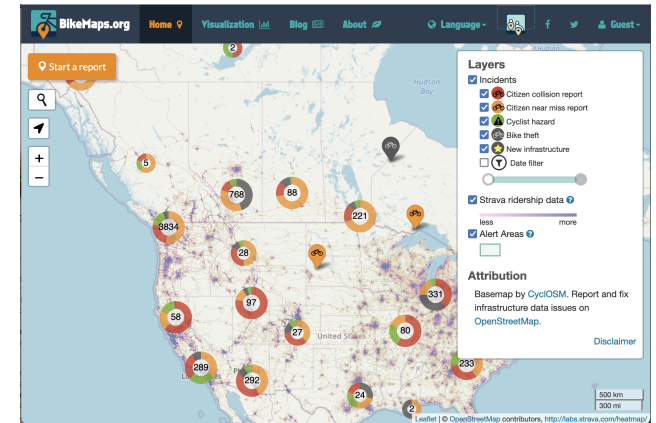 BikeMaps.org
Home
Visualization
Blog
About
Language
f
Guest
Start a report
+
−
2
5
768
88
3834
221
28
97
331
58
27
80
289
292
24
233
2
Hudson
Bay
United States
Layers
Incidents
Citizen collision report
Citizen near miss report
Cyclist hazard
Bike theft
New infrastructure
Date filter
Strava ridership data ?
less more
Alert Areas ?
Attribution
Basemap by CyclOSM. Report and fix
infrastructure data issues on
OpenStreetMap.
Disclaimer
500 km
300 mi
Leaflet | © OpenStreetMap contributors, http://labs.strava.com/heatmap/